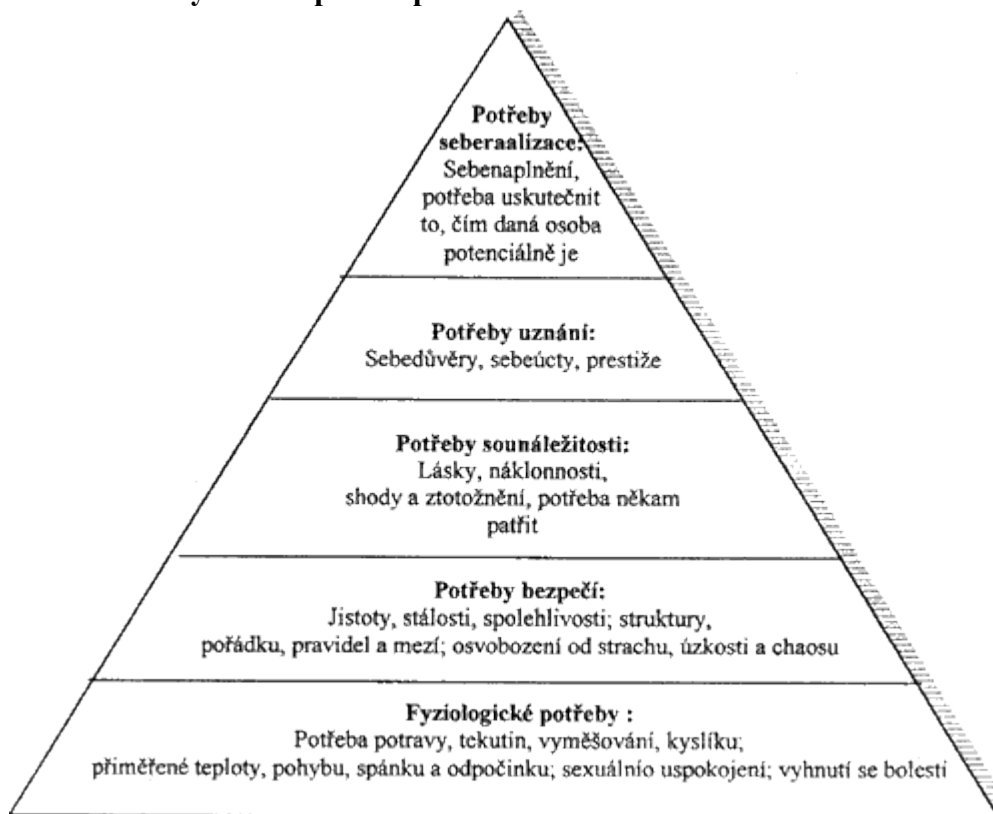 Potřeby
seberaalizace:
Sebenaplnění,
potřeba uskutečnit
to, čím daná osoba
potenciálně je
Potřeby uznání:
Sebedůvěry, sebeúcty, prestiže
Potřeby sounáležitosti:
Lásky, náklonnosti,
shody a ztotožnění, potřeba někam
patřit
Potřeby bezpečí:
Jistoty, stálosti, spolehlivosti; struktury,
pořádku, pravidel a mezí; osvobození od strachu, úzkosti a chaosu
Fyziologické potřeby :
Potřeba potravy, tekutin, vyměšování, kyslíku;
přiměřené teploty, pohybu, spánku a odpočinku; sexuálnío uspokojení; vyhnutí se bolesti